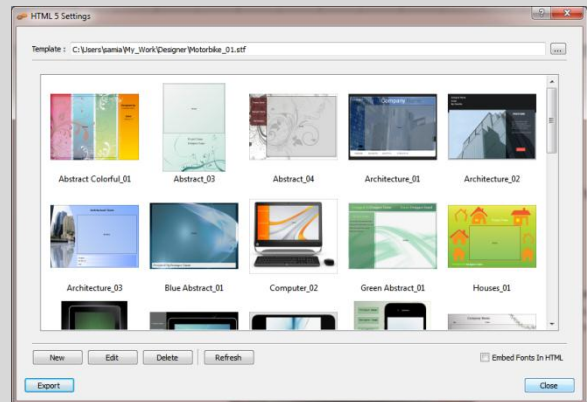 HTML 5 Settings
Template : C:\Users\samia\My_Work\Designer\Motorbike_01.stf
...
Company
Abstract Colorful_01 Abstract_03 Abstract_04 Architecture_01 Architecture_02
Architecture_03 Blue Abstract_01 Computer_02 Green Abstract_01 Houses_01
New Edit Delete Refresh Embed Fonts In HTML
Export Close